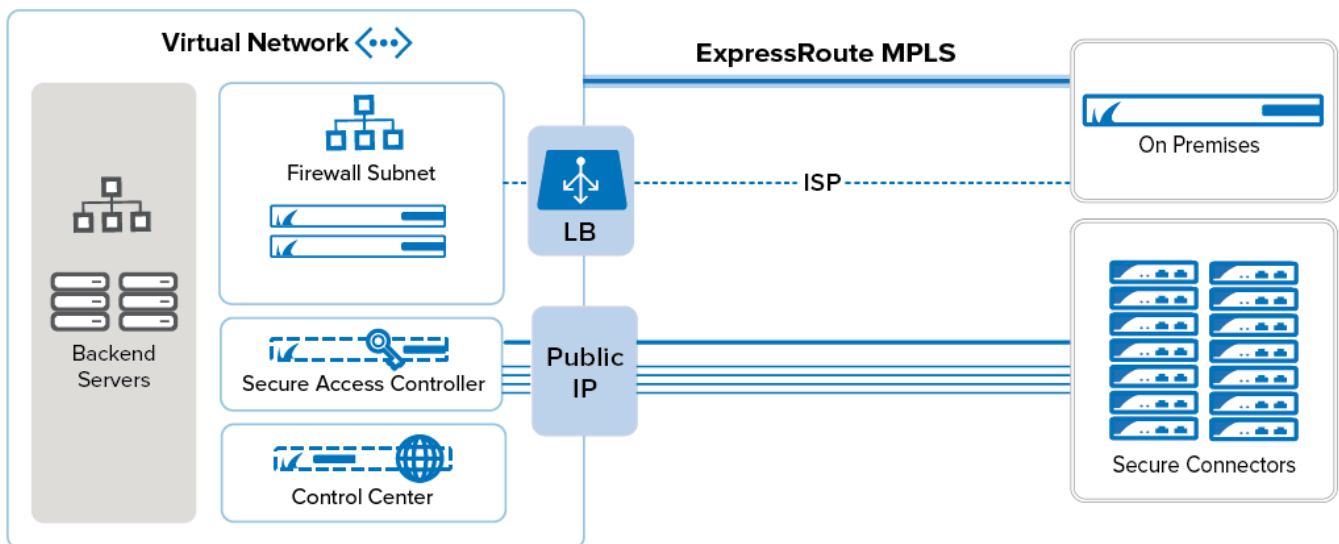 Virtual Network
ExpressRoute MPLS
On Premises
Firewall Subnet
ISP
LB
Backend
Servers
Secure Access Controller
Public
IP
Control Center
Secure Connectors